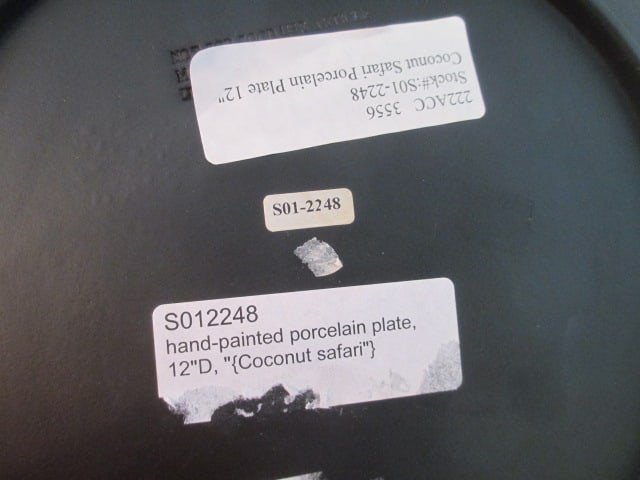 222ACC 3556
Stock#:S01-2248
Coconut Safari Porcelain Plate 12"
S01-2248
S012248
hand-painted porcelain plate,
12"D, "{Coconut safari"}